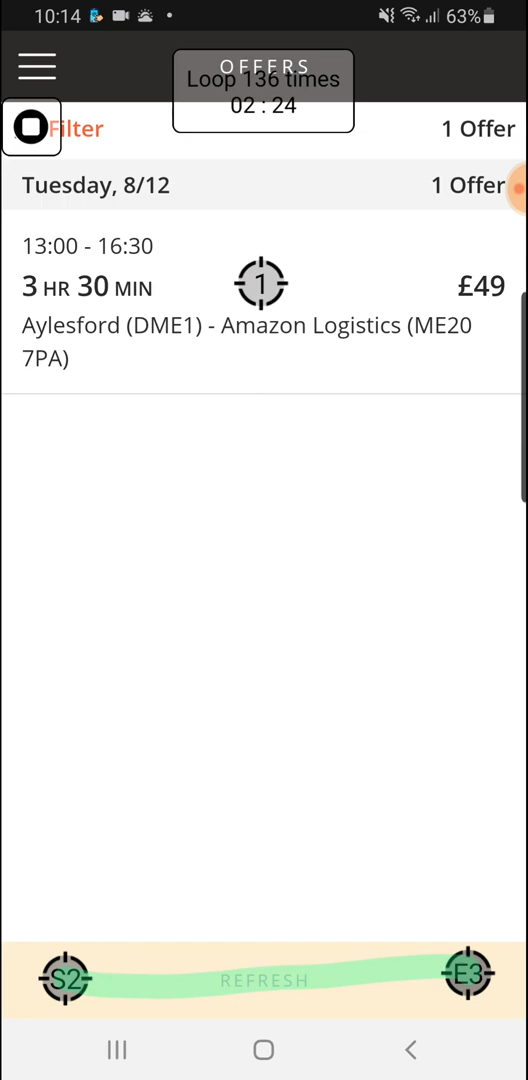 10:14 63%
OFFERS
Loop 136 times
02 : 24
Filter 1 Offer
Tuesday, 8/12 1 Offer
13:00 - 16:30
1
3 HR 30 MIN £49
Aylesford (DME1) - Amazon Logistics (ME20
7PA)
S2 REFRESH E3